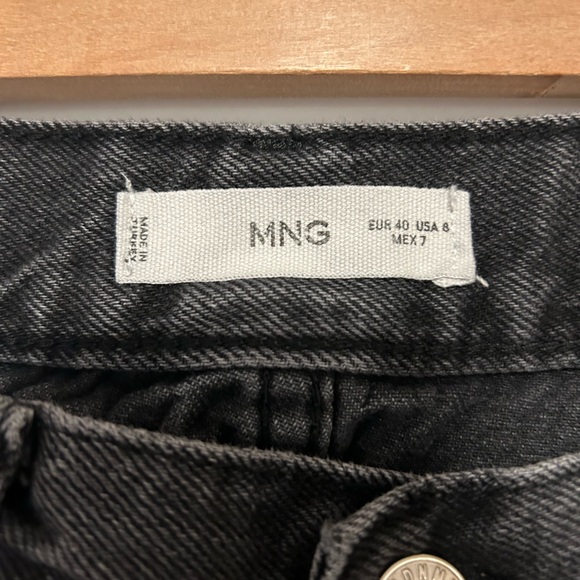 MADE IN
TURKEY
MNG
EUR 40 USA 8
MEX 7